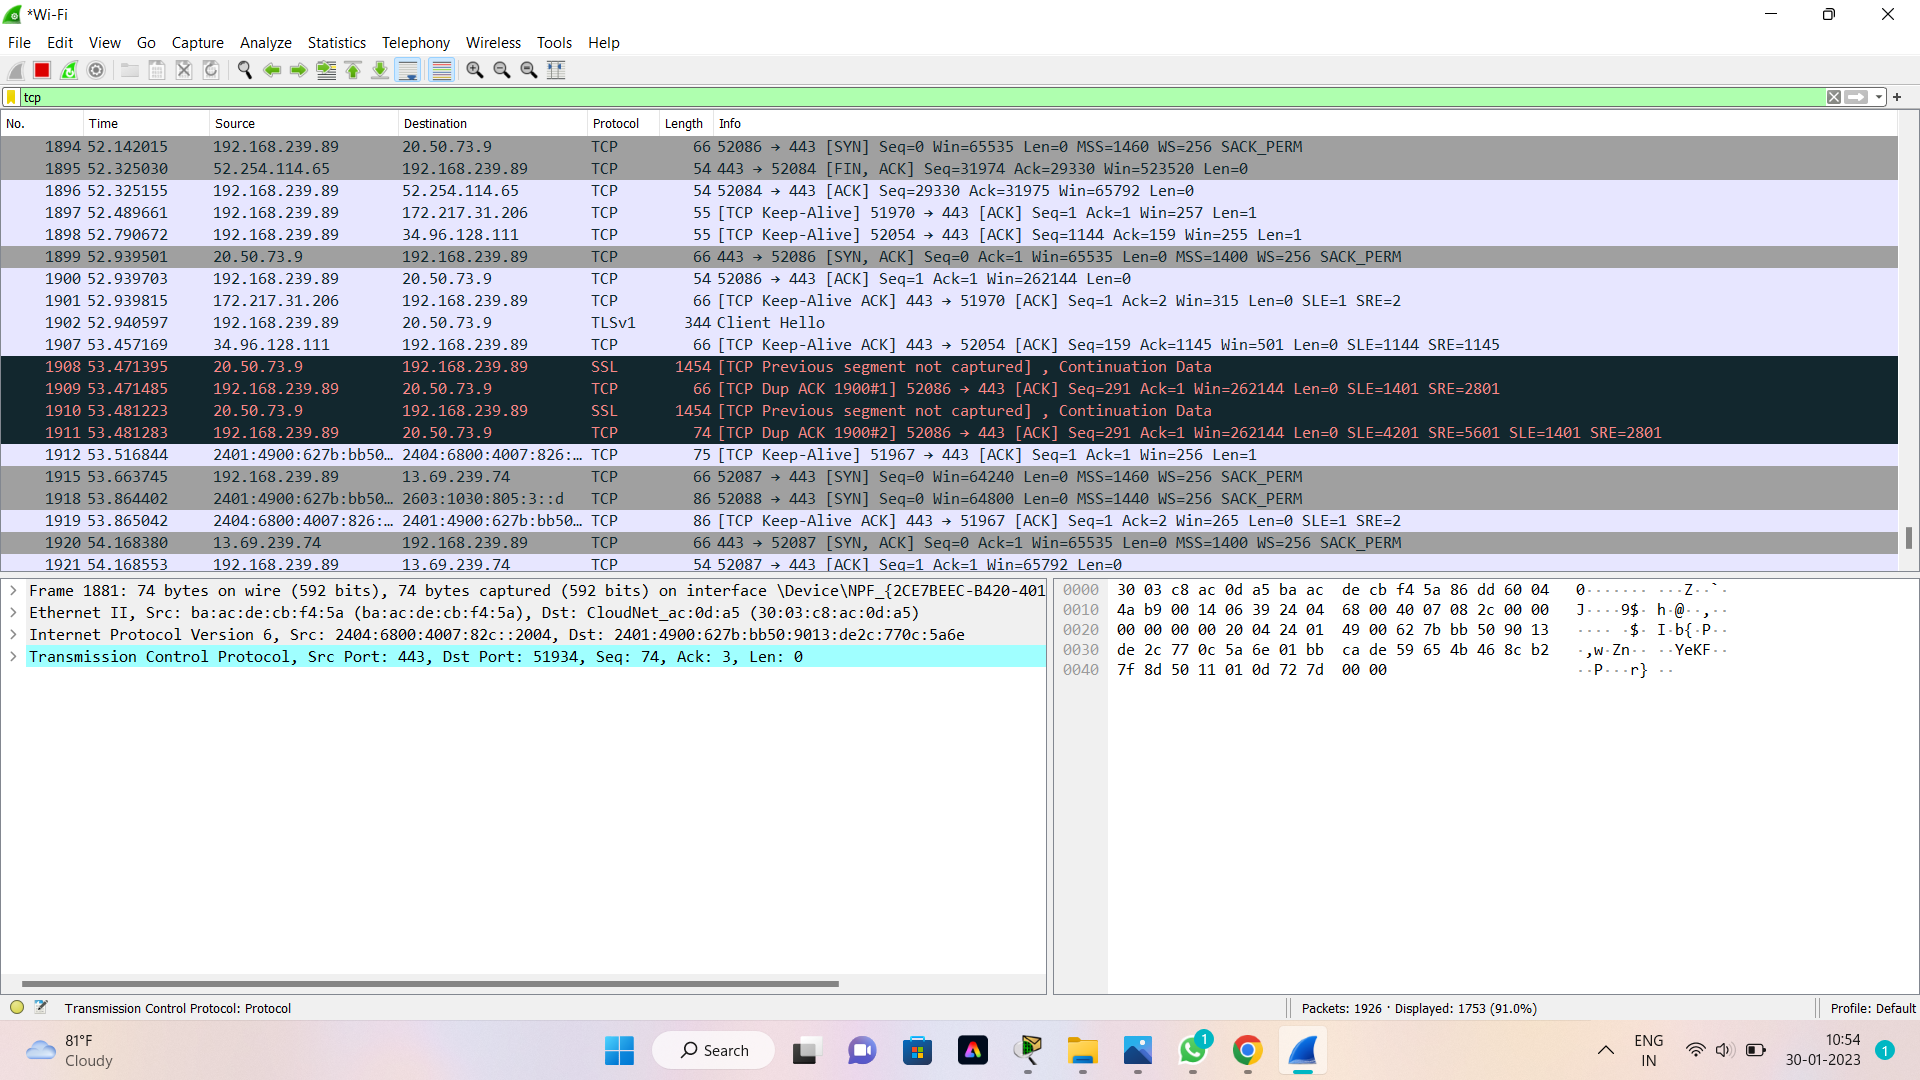 *Wi-Fi
File Edit View Go Capture Analyze Statistics Telephony Wireless Tools Help
tcp
No. Time Source Destination Protocol Length Info
1894 52.142015 192.168.239.89 20.50.73.9 TCP 66 52086 → 443 [SYN] Seq=0 Win=65535 Len=0 MSS=1460 WS=256 SACK_PERM
1895 52.325030 52.254.114.65 192.168.239.89 TCP 54 443 → 52084 [FIN, ACK] Seq=31974 Ack=29330 Win=523520 Len=0
1896 52.325155 192.168.239.89 52.254.114.65 TCP 54 52084 → 443 [ACK] Seq=29330 Ack=31975 Win=65792 Len=0
1897 52.489661 192.168.239.89 172.217.31.206 TCP 55 [TCP Keep-Alive] 51970 → 443 [ACK] Seq=1 Ack=1 Win=257 Len=1
1898 52.790672 192.168.239.89 34.96.128.111 TCP 55 [TCP Keep-Alive] 52054 → 443 [ACK] Seq=1144 Ack=159 Win=255 Len=1
1899 52.939501 20.50.73.9 192.168.239.89 TCP 66 443 → 52086 [SYN, ACK] Seq=0 Ack=1 Win=65535 Len=0 MSS=1400 WS=256 SACK_PERM
1900 52.939703 192.168.239.89 20.50.73.9 TCP 54 52086 → 443 [ACK] Seq=1 Ack=1 Win=262144 Len=0
1901 52.939815 172.217.31.206 192.168.239.89 TCP 66 [TCP Keep-Alive ACK] 443 → 51970 [ACK] Seq=1 Ack=2 Win=315 Len=0 SLE=1 SRE=2
1902 52.940597 192.168.239.89 20.50.73.9 TLSv1 344 Client Hello
1907 53.457169 34.96.128.111 192.168.239.89 TCP 66 [TCP Keep-Alive ACK] 443 → 52054 [ACK] Seq=159 Ack=1145 Win=501 Len=0 SLE=1144 SRE=1145
1908 53.471395 20.50.73.9 192.168.239.89 SSL 1454 [TCP Previous segment not captured] , Continuation Data
1909 53.471485 192.168.239.89 20.50.73.9 TCP 66 [TCP Dup ACK 1900#1] 52086 → 443 [ACK] Seq=291 Ack=1 Win=262144 Len=0 SLE=1401 SRE=2801
1910 53.481223 20.50.73.9 192.168.239.89 SSL 1454 [TCP Previous segment not captured] , Continuation Data
1911 53.481283 192.168.239.89 20.50.73.9 TCP 74 [TCP Dup ACK 1900#2] 52086 → 443 [ACK] Seq=291 Ack=1 Win=262144 Len=0 SLE=4201 SRE=5601 SLE=1401 SRE=2801
1912 53.516844 2401:4900:627b:bb50… 2404:6800:4007:826:… TCP 75 [TCP Keep-Alive] 51967 → 443 [ACK] Seq=1 Ack=1 Win=256 Len=1
1915 53.663745 192.168.239.89 13.69.239.74 TCP 66 52087 → 443 [SYN] Seq=0 Win=64240 Len=0 MSS=1460 WS=256 SACK_PERM
1918 53.864402 2401:4900:627b:bb50… 2603:1030:805:3::d TCP 86 52088 → 443 [SYN] Seq=0 Win=64800 Len=0 MSS=1440 WS=256 SACK_PERM
1919 53.865042 2404:6800:4007:826:… 2401:4900:627b:bb50… TCP 86 [TCP Keep-Alive ACK] 443 → 51967 [ACK] Seq=1 Ack=2 Win=265 Len=0 SLE=1 SRE=2
1920 54.168380 13.69.239.74 192.168.239.89 TCP 66 443 → 52087 [SYN, ACK] Seq=0 Ack=1 Win=65535 Len=0 MSS=1400 WS=256 SACK_PERM
1921 54.168553 192.168.239.89 13.69.239.74 TCP 54 52087 → 443 [ACK] Seq=1 Ack=1 Win=65792 Len=0
Frame 1881: 74 bytes on wire (592 bits), 74 bytes captured (592 bits) on interface \Device\NPF_{2CE7BEEC-B420-401
Ethernet II, Src: ba:ac:de:cb:f4:5a (ba:ac:de:cb:f4:5a), Dst: CloudNet_ac:0d:a5 (30:03:c8:ac:0d:a5)
Internet Protocol Version 6, Src: 2404:6800:4007:82c::2004, Dst: 2401:4900:627b:bb50:9013:de2c:770c:5a6e
Transmission Control Protocol, Src Port: 443, Dst Port: 51934, Seq: 74, Ack: 3, Len: 0
0000 30 03 c8 ac 0d a5 ba ac de cb f4 5a 86 dd 60 04 0······· ···Z··`·
0010 4a b9 00 14 06 39 24 04 68 00 40 07 08 2c 00 00 J····9$· h·@··,··
0020 00 00 00 00 20 04 24 01 49 00 62 7b bb 50 90 13 ···· ·$· I·b{·P··
0030 de 2c 77 0c 5a 6e 01 bb ca de 59 65 4b 46 8c b2 ·,w·Zn·· ··YeKF··
0040 7f 8d 50 11 01 0d 72 7d 00 00 ··P···r} ··
Transmission Control Protocol: Protocol
Packets: 1926 · Displayed: 1753 (91.0%)
Profile: Default
81°F
Cloudy
Search
1
ENG
IN
10:54
30-01-2023
1